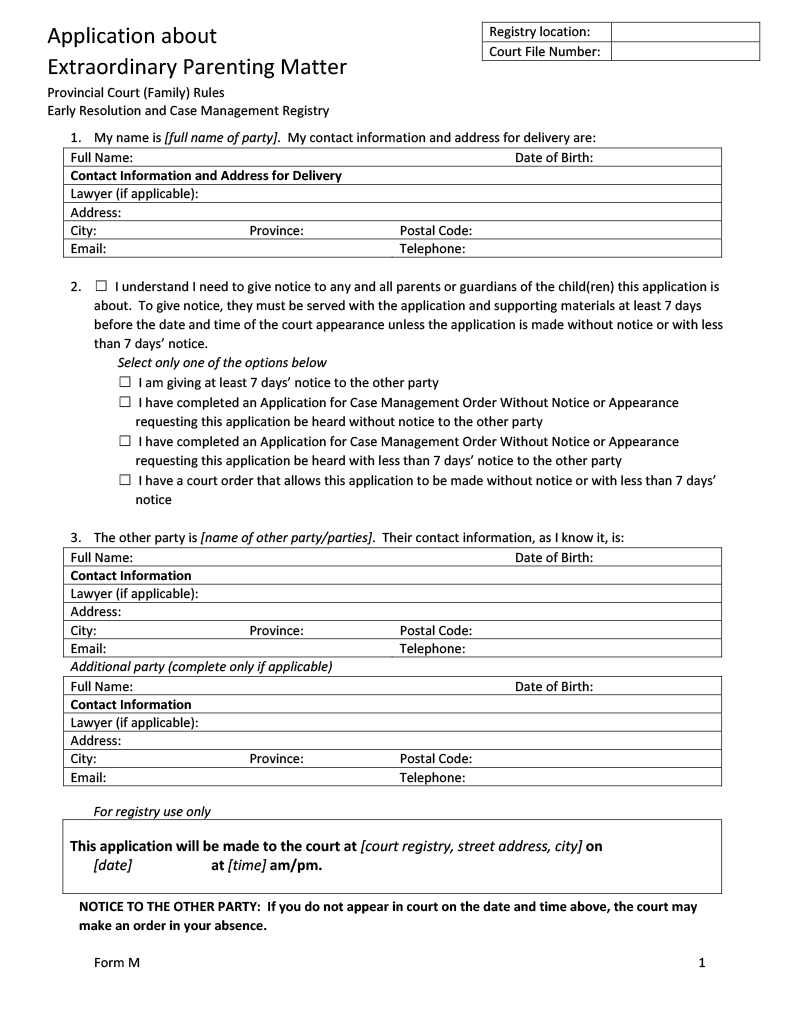 Application about
Extraordinary Parenting Matter
Registry location:
Court File Number:
Provincial Court (Family) Rules
Early Resolution and Case Management Registry
1. My name is [full name of party]. My contact information and address for delivery are:
Full Name: Date of Birth:
Contact Information and Address for Delivery
Lawyer (if applicable):
Address:
City: Province: Postal Code:
Email: Telephone:
2. ☐ I understand I need to give notice to any and all parents or guardians of the child(ren) this application is
about. To give notice, they must be served with the application and supporting materials at least 7 days
before the date and time of the court appearance unless the application is made without notice or with less
than 7 days’ notice.
Select only one of the options below
☐ I am giving at least 7 days’ notice to the other party
☐ I have completed an Application for Case Management Order Without Notice or Appearance
requesting this application be heard without notice to the other party
☐ I have completed an Application for Case Management Order Without Notice or Appearance
requesting this application be heard with less than 7 days’ notice to the other party
☐ I have a court order that allows this application to be made without notice or with less than 7 days’
notice
3. The other party is [name of other party/parties]. Their contact information, as I know it, is:
Full Name: Date of Birth:
Contact Information
Lawyer (if applicable):
Address:
City: Province: Postal Code:
Email: Telephone:
Additional party (complete only if applicable)
Full Name: Date of Birth:
Contact Information
Lawyer (if applicable):
Address:
City: Province: Postal Code:
Email: Telephone:
For registry use only
This application will be made to the court at [court registry, street address, city] on
[date] at [time] am/pm.
NOTICE TO THE OTHER PARTY: If you do not appear in court on the date and time above, the court may
make an order in your absence.
Form M 1